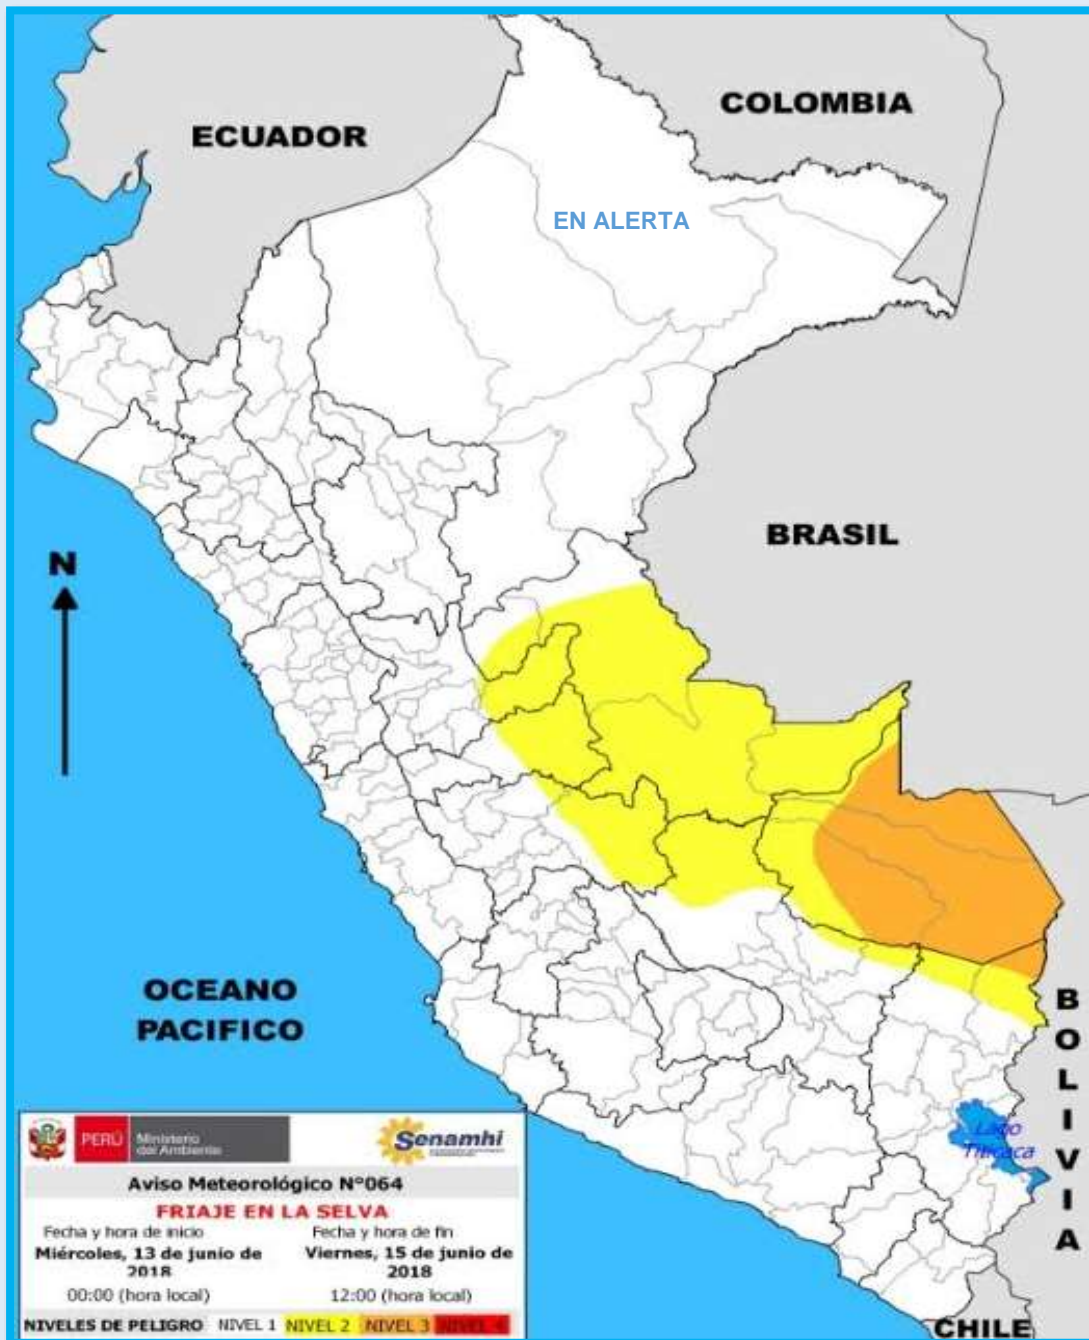 COLOMBIA
ECUADOR
EN ALERTA
BRASIL
N
OCEANO
PACIFICO
BOLIVIA
Lago
Titicaca
CHILE
PERÚ
Ministerio
del Ambiente
Senamhi
Aviso Meteorológico N°064
FRIAJE EN LA SELVA
Fecha y hora de inicio
Fecha y hora de fin
Miércoles, 13 de junio de
2018
Viernes, 15 de junio de
2018
00:00 (hora local)
12:00 (hora local)
NIVELES DE PELIGRO NIVEL 1 NIVEL 2 NIVEL 3 NIVEL 4